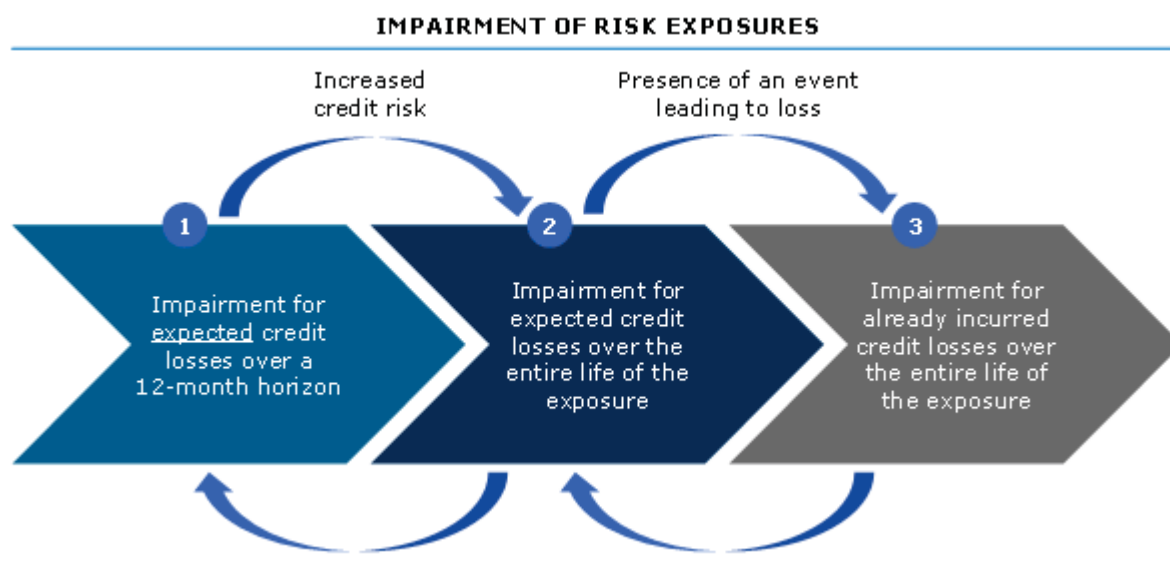 IMPAIRMENT OF RISK EXPOSURES
Increased
credit risk
Presence of an event
leading to loss
1
2
3
Impairment for
expected credit
losses over a
12-month horizon
Impairment for
expected credit
losses over the
entire life of the
exposure
Impairment for
already incurred
credit losses over
the entire life of
the exposure